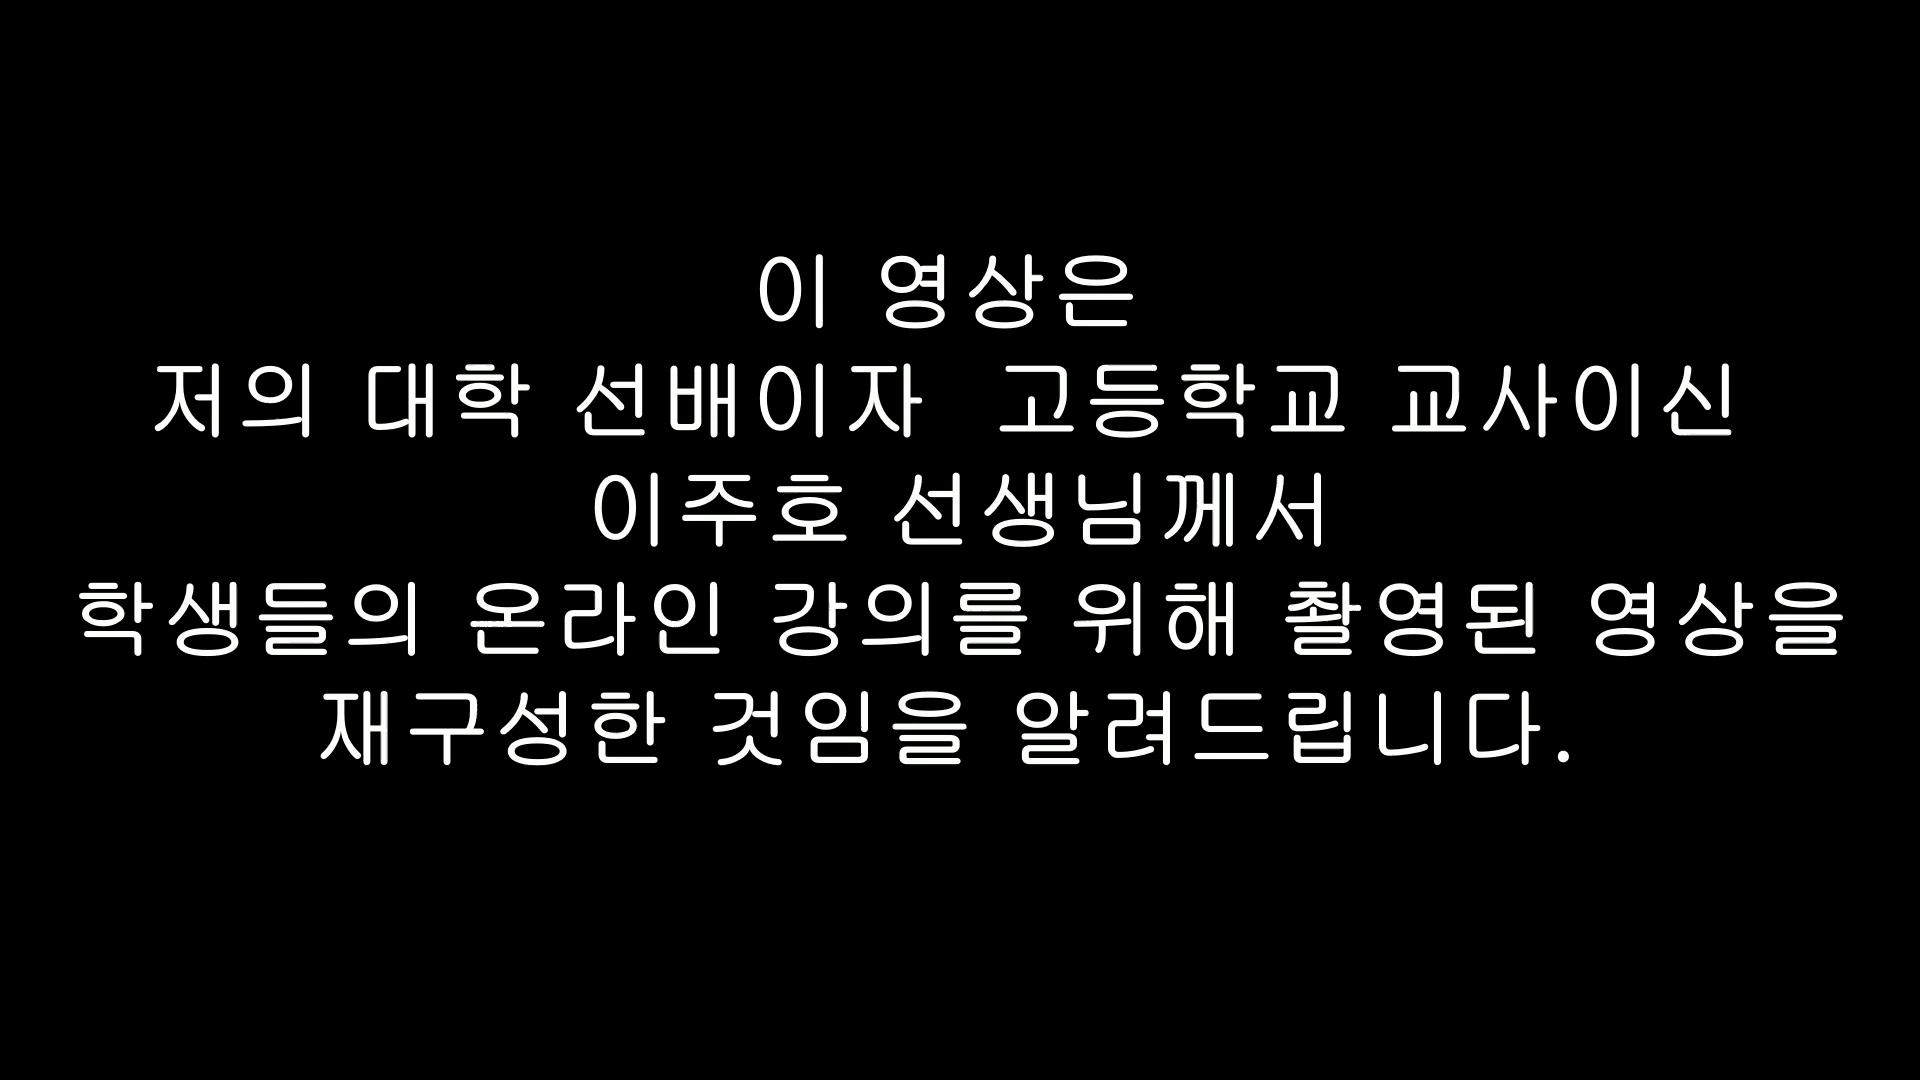 이 영상은
저의 대학 선배이자 고등학교 교사이신
이주호 선생님께서
학생들의 온라인 강의를 위해 촬영된 영상을
재구성한 것임을 알려드립니다.